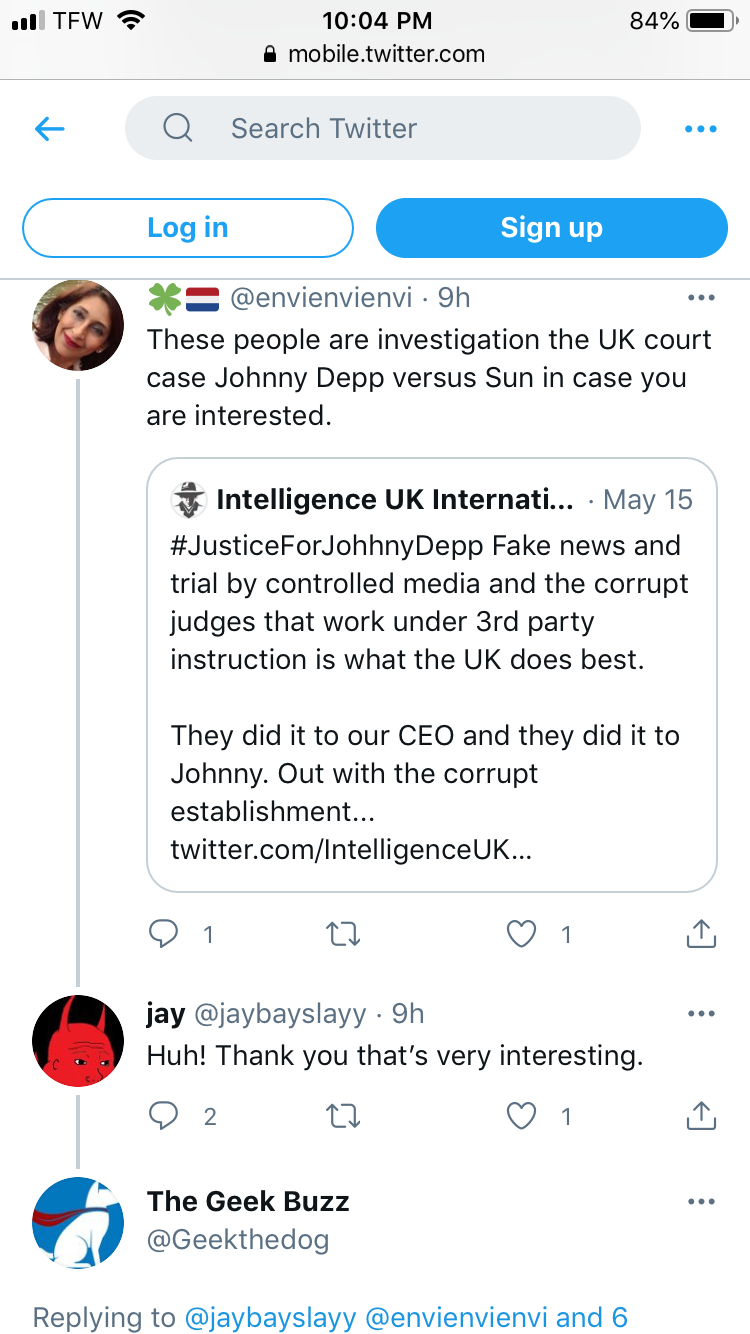 TFW 10:04 PM 84%
mobile.twitter.com
Search Twitter
Log in Sign up
🍀🇳🇱 @envienvienvi · 9h
These people are investigation the UK court
case Johnny Depp versus Sun in case you
are interested.
Intelligence UK Internati... · May 15
#JusticeForJohhnyDepp Fake news and
trial by controlled media and the corrupt
judges that work under 3rd party
instruction is what the UK does best.
They did it to our CEO and they did it to
Johnny. Out with the corrupt
establishment...
twitter.com/IntelligenceUK...
1 1
jay @jaybayslayy · 9h
Huh! Thank you that’s very interesting.
2 1
The Geek Buzz
@Geekthedog
Replying to @jaybayslayy @envienvienvi and 6